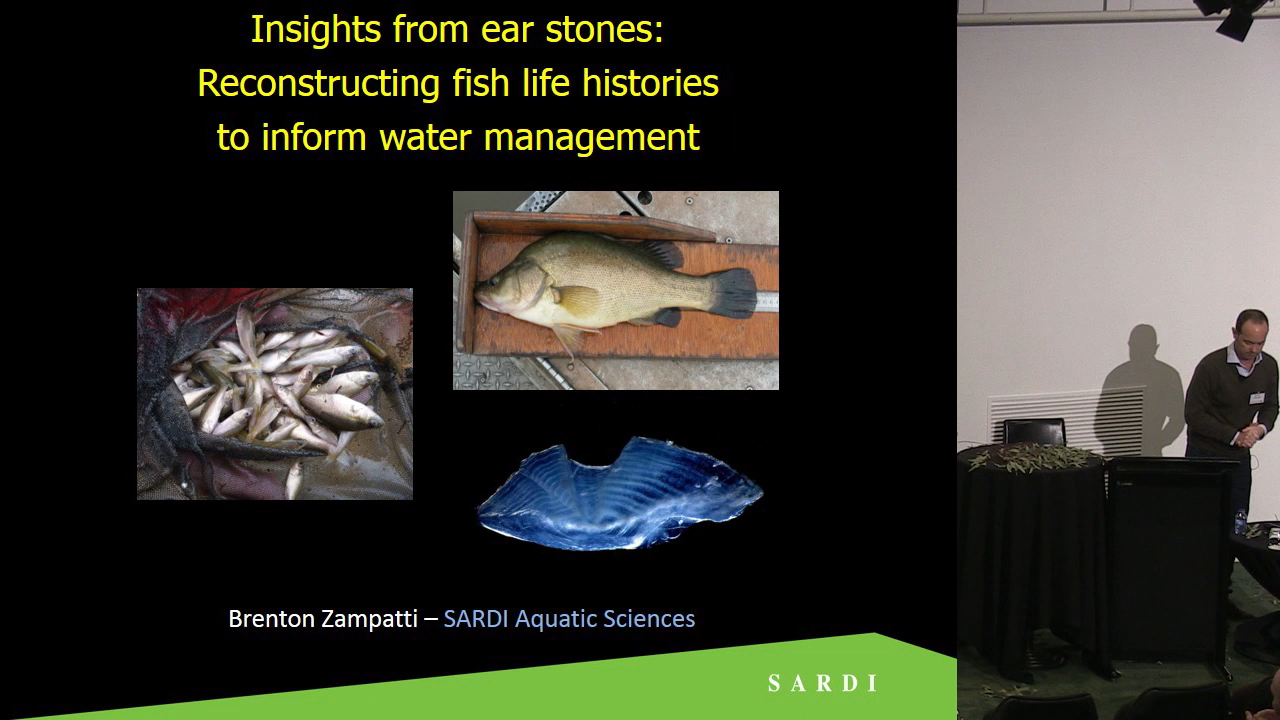 Insights from ear stones:
Reconstructing fish life histories
to inform water management
Brenton Zampatti – SARDI Aquatic Sciences
SARDI